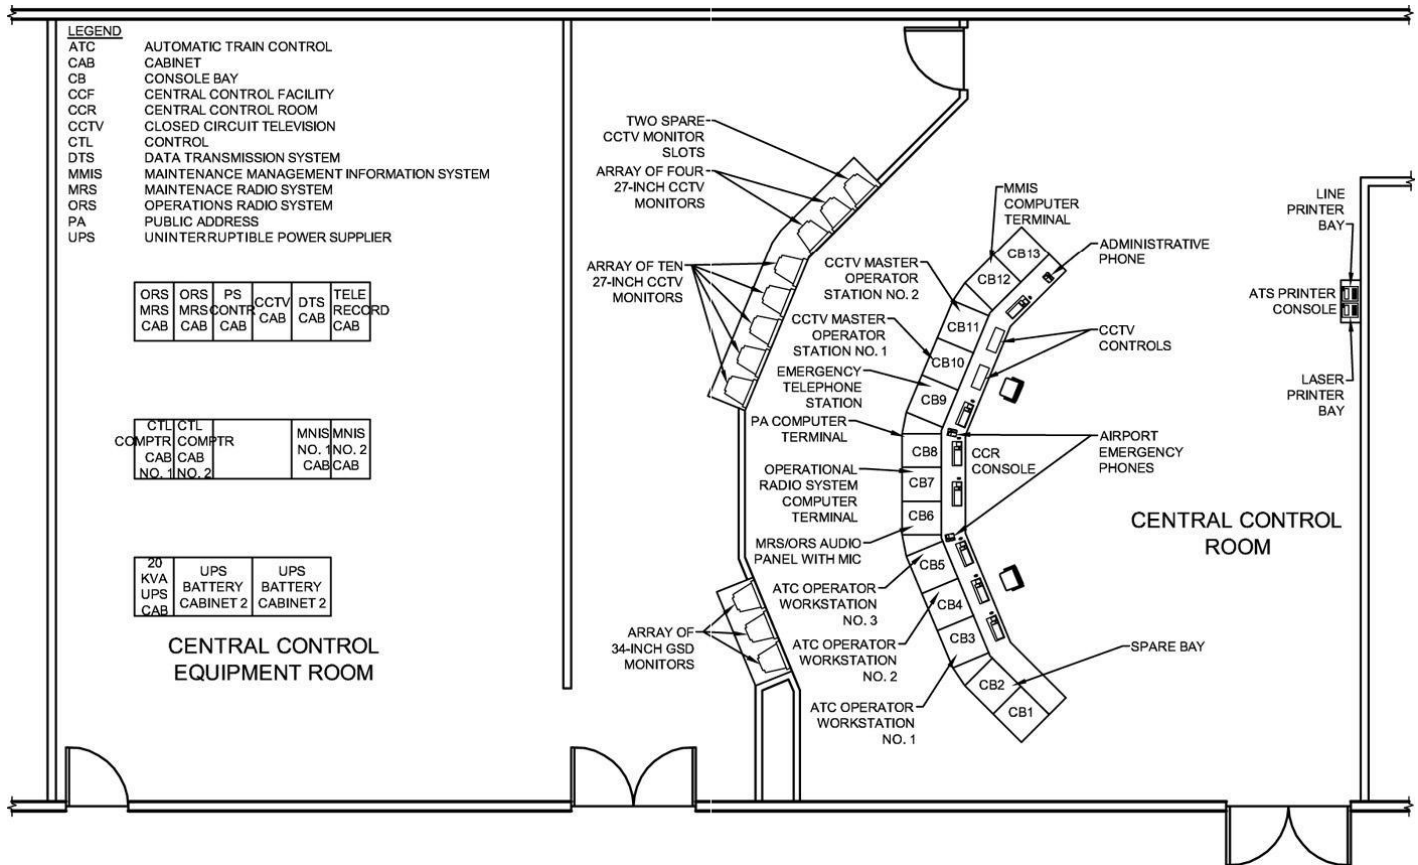 LEGEND
ATC AUTOMATIC TRAIN CONTROL
CAB CABINET
CB CONSOLE BAY
CCF CENTRAL CONTROL FACILITY
CCR CENTRAL CONTROL ROOM
CCTV CLOSED CIRCUIT TELEVISION
CTL CONTROL
DTS DATA TRANSMISSION SYSTEM
MMIS MAINTENANCE MANAGEMENT INFORMATION SYSTEM
MRS MAINTENACE RADIO SYSTEM
ORS OPERATIONS RADIO SYSTEM
PA PUBLIC ADDRESS
UPS UNINTERRUPTIBLE POWER SUPPLIER
ORS
MRS
CAB
ORS
MRS
CAB
PS
CONTR
CAB
CCTV
CAB
DTS
CAB
TELE
RECORD
CAB
CTL
COMPTR
CAB
NO. 1
CTL
COMPTR
CAB
NO. 2
MNIS
NO. 1
CAB
MNIS
NO. 2
CAB
20
KVA
UPS
CAB
UPS
BATTERY
CABINET 2
UPS
BATTERY
CABINET 2
CENTRAL CONTROL
EQUIPMENT ROOM
TWO SPARE
CCTV MONITOR
SLOTS
ARRAY OF FOUR
27-INCH CCTV
MONITORS
ARRAY OF TEN
27-INCH CCTV
MONITORS
ARRAY OF
34-INCH GSD
MONITORS
MMIS
COMPUTER
TERMINAL
CCTV MASTER
OPERATOR
STATION NO. 2
CCTV MASTER
OPERATOR
STATION NO. 1
EMERGENCY
TELEPHONE
STATION
PA COMPUTER
TERMINAL
OPERATIONAL
RADIO SYSTEM
COMPUTER
TERMINAL
MRS/ORS AUDIO
PANEL WITH MIC
ATC OPERATOR
WORKSTATION
NO. 3
ATC OPERATOR
WORKSTATION
NO. 2
ATC OPERATOR
WORKSTATION
NO. 1
CB13
CB12
CB11
CB10
CB9
CB8
CB7
CB6
CB5
CB4
CB3
CB2
CB1
ADMINISTRATIVE
PHONE
CCTV
CONTROLS
CCR
CONSOLE
AIRPORT
EMERGENCY
PHONES
SPARE BAY
LINE
PRINTER
BAY
ATS PRINTER
CONSOLE
LASER
PRINTER
BAY
CENTRAL CONTROL
ROOM